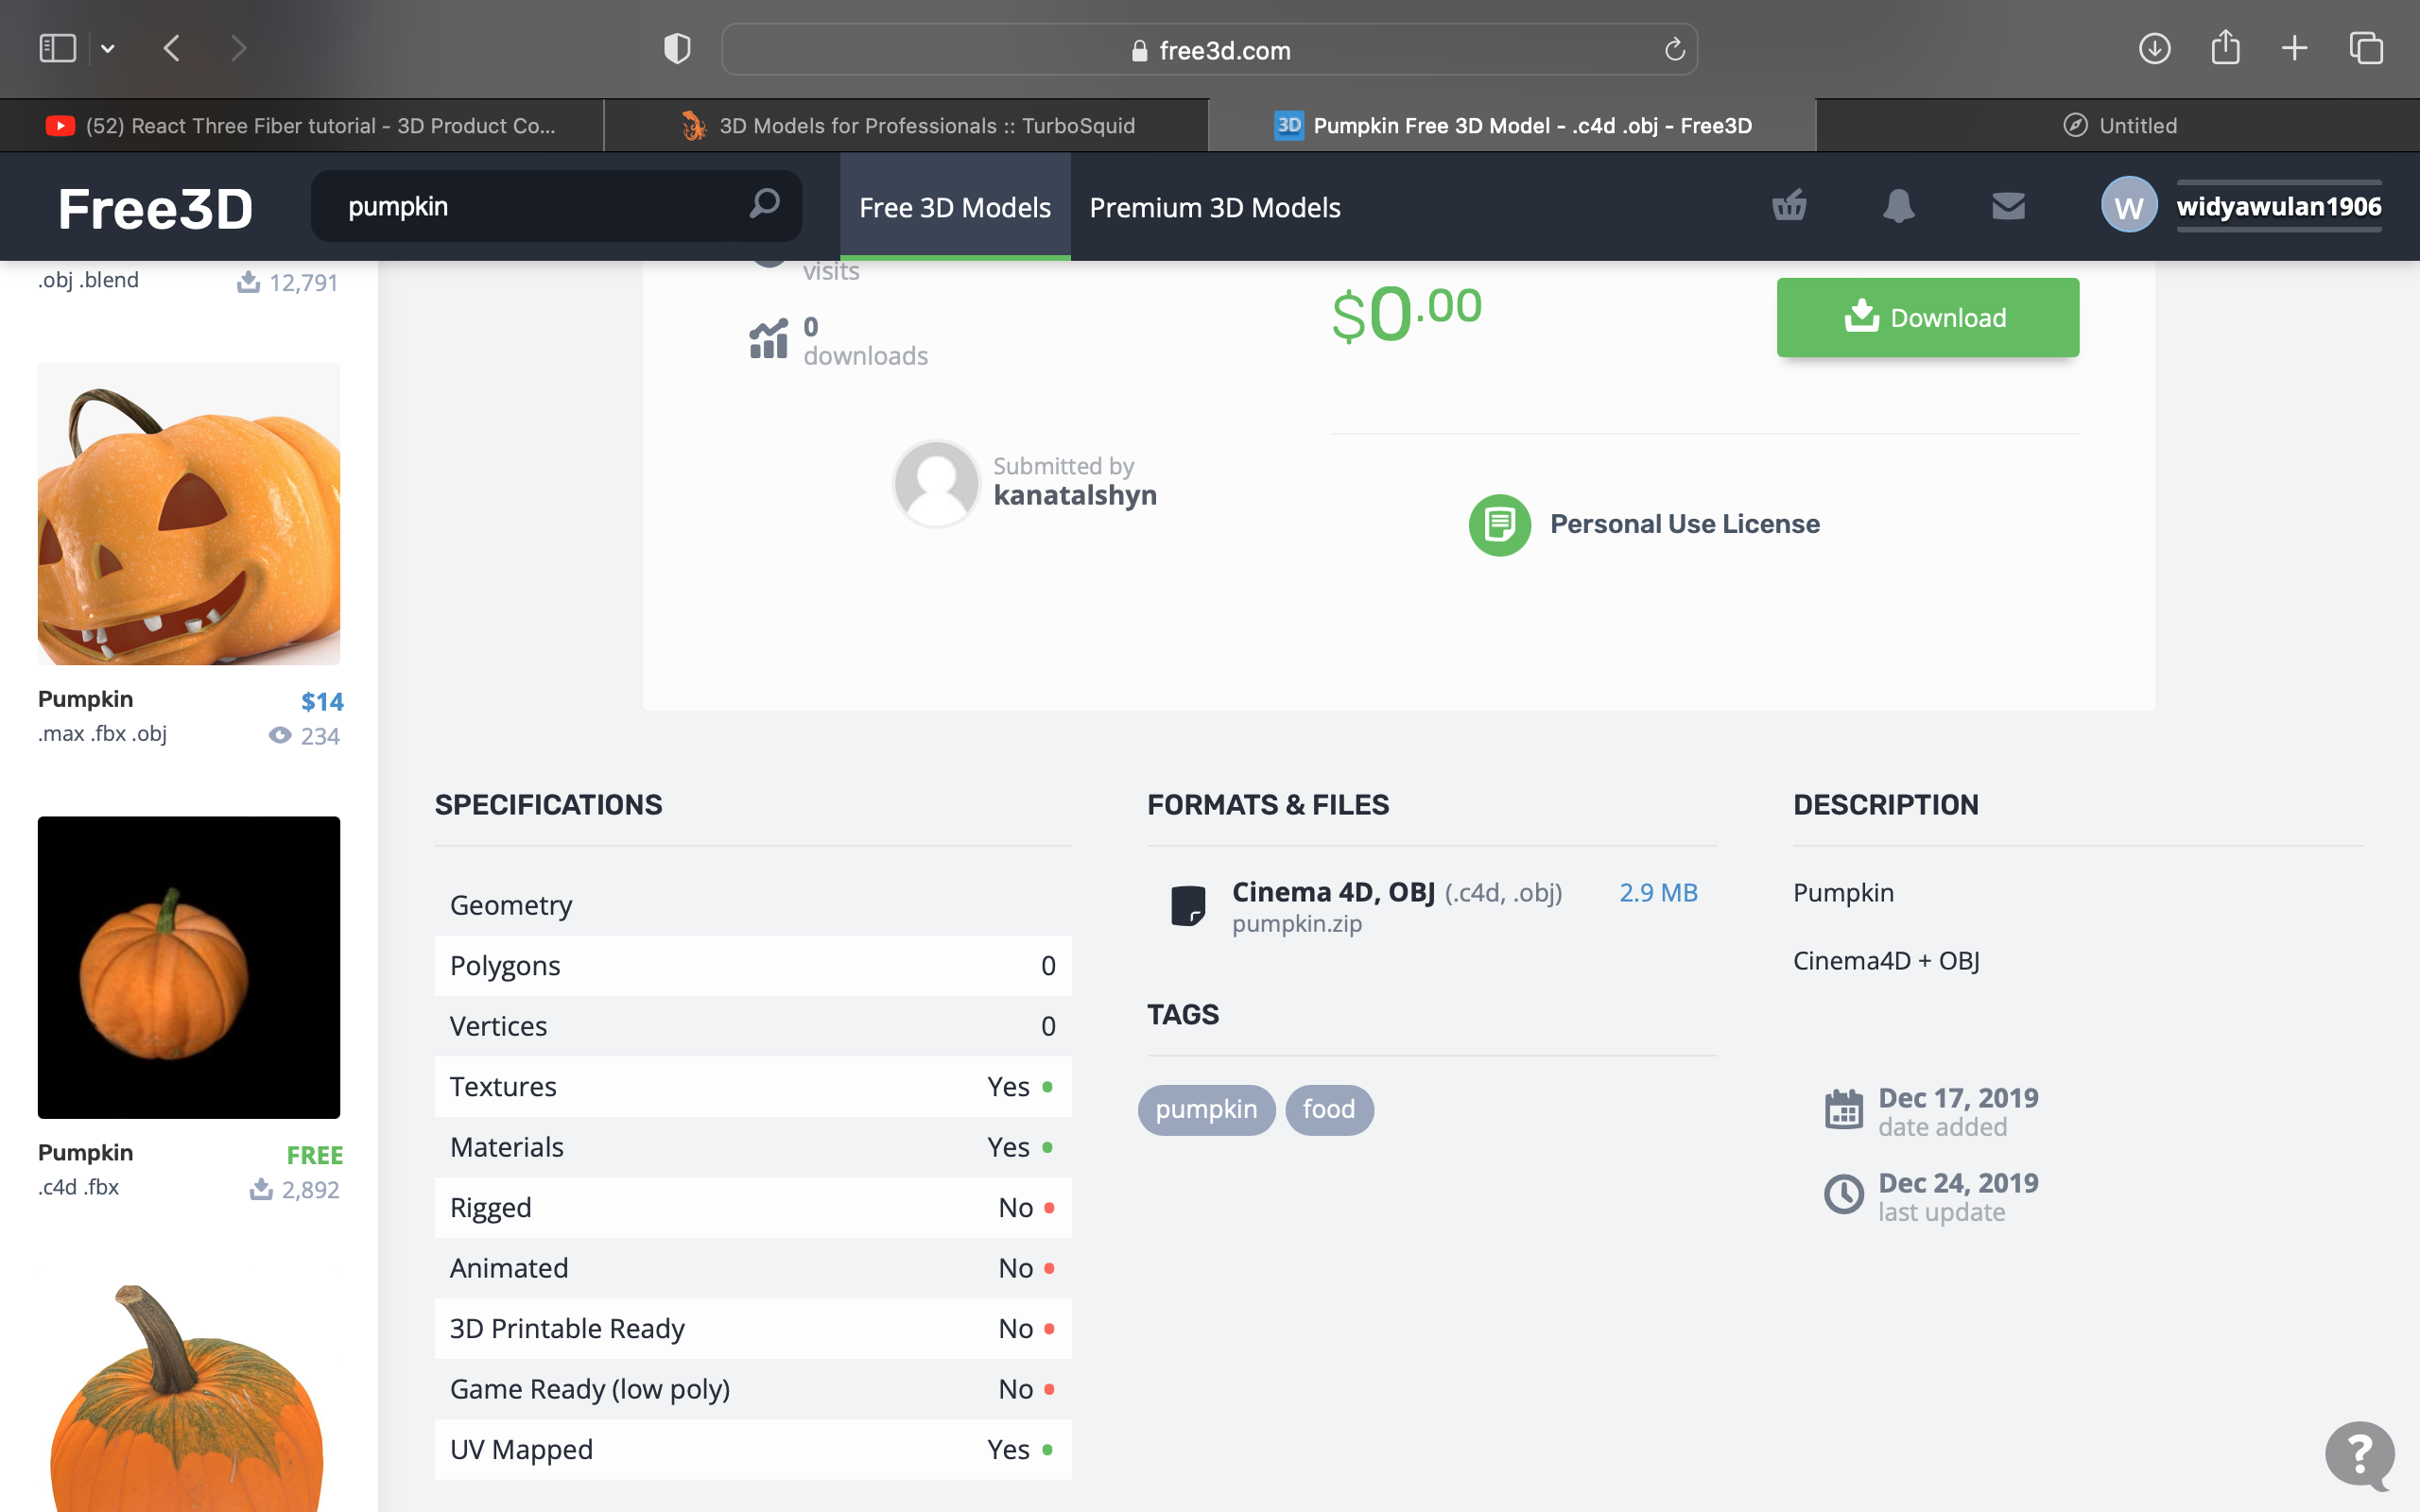 free3d.com
(52) React Three Fiber tutorial - 3D Product Co...
3D Models for Professionals :: TurboSquid
3D Pumpkin Free 3D Model - .c4d .obj - Free3D
Untitled
Free3D
pumpkin
Free 3D Models
Premium 3D Models
W
widyawulan1906
.obj .blend
12,791
Pumpkin
$14
.max .fbx .obj
234
Pumpkin
FREE
.c4d .fbx
2,892
visits
0
downloads
$0.00
Download
Submitted by
kanatalshyn
Personal Use License
SPECIFICATIONS
Geometry
Polygons 0
Vertices 0
Textures Yes
Materials Yes
Rigged No
Animated No
3D Printable Ready No
Game Ready (low poly) No
UV Mapped Yes
FORMATS & FILES
Cinema 4D, OBJ (.c4d, .obj) 2.9 MB
pumpkin.zip
TAGS
pumpkin
food
DESCRIPTION
Pumpkin
Cinema4D + OBJ
Dec 17, 2019
date added
Dec 24, 2019
last update
?